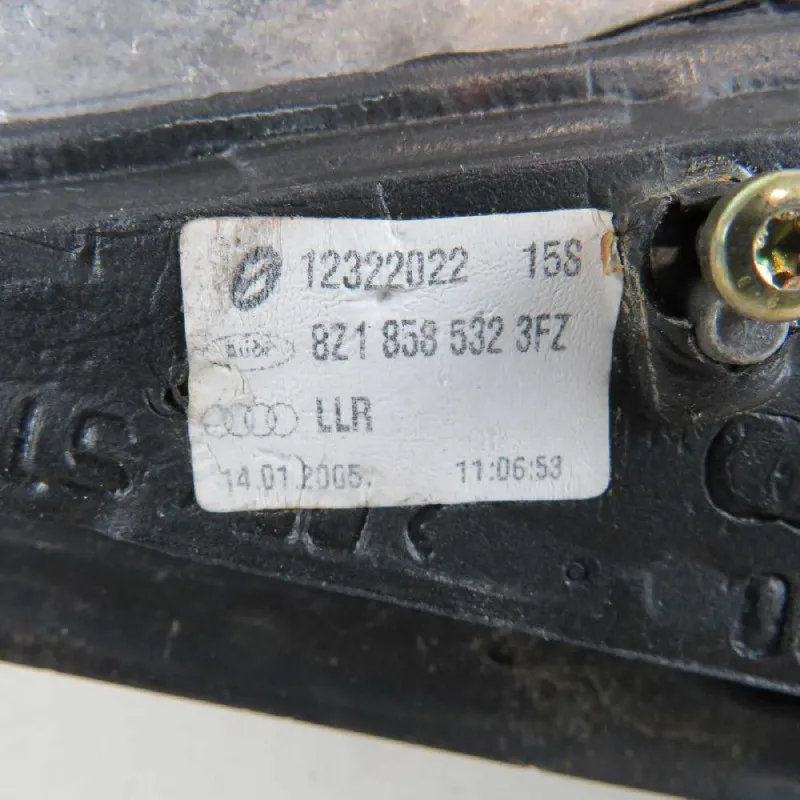 12322022 15S
8Z1 858 532 3FZ
LLR
14.01.2005. 11:06:53